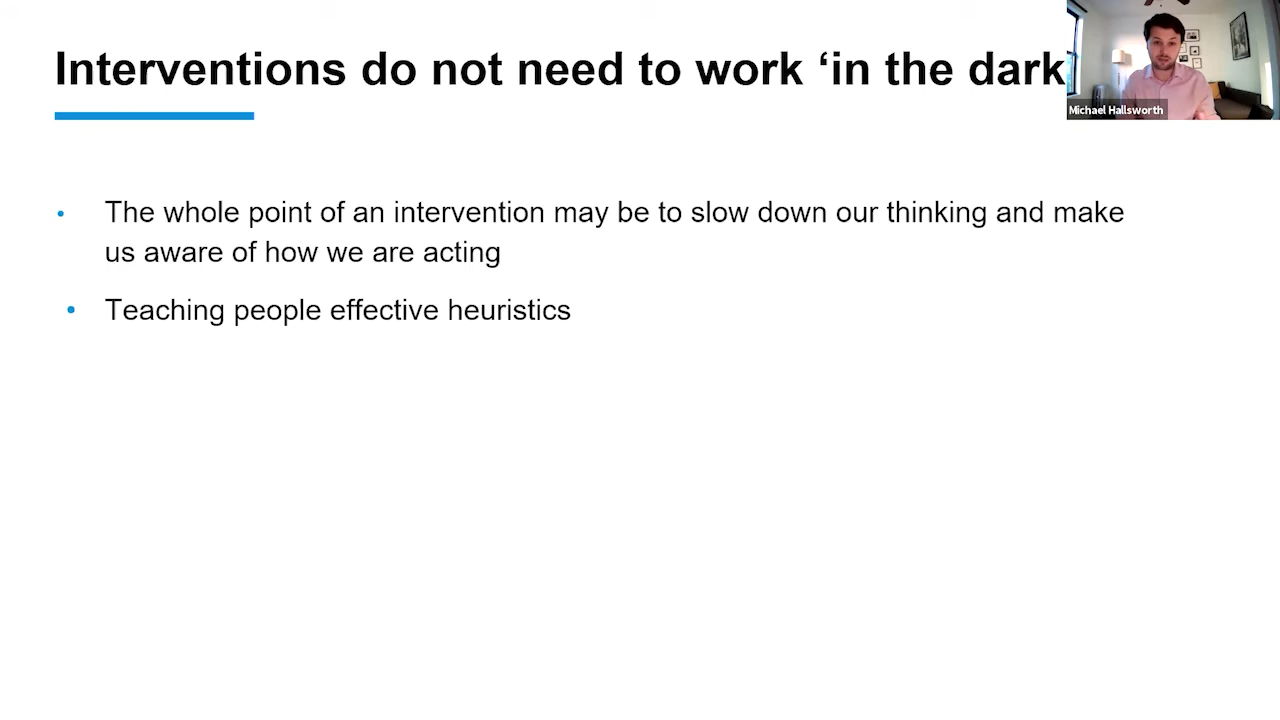 Interventions do not need to work ‘in the dark
Michael Hallsworth
• The whole point of an intervention may be to slow down our thinking and make
us aware of how we are acting
• Teaching people effective heuristics